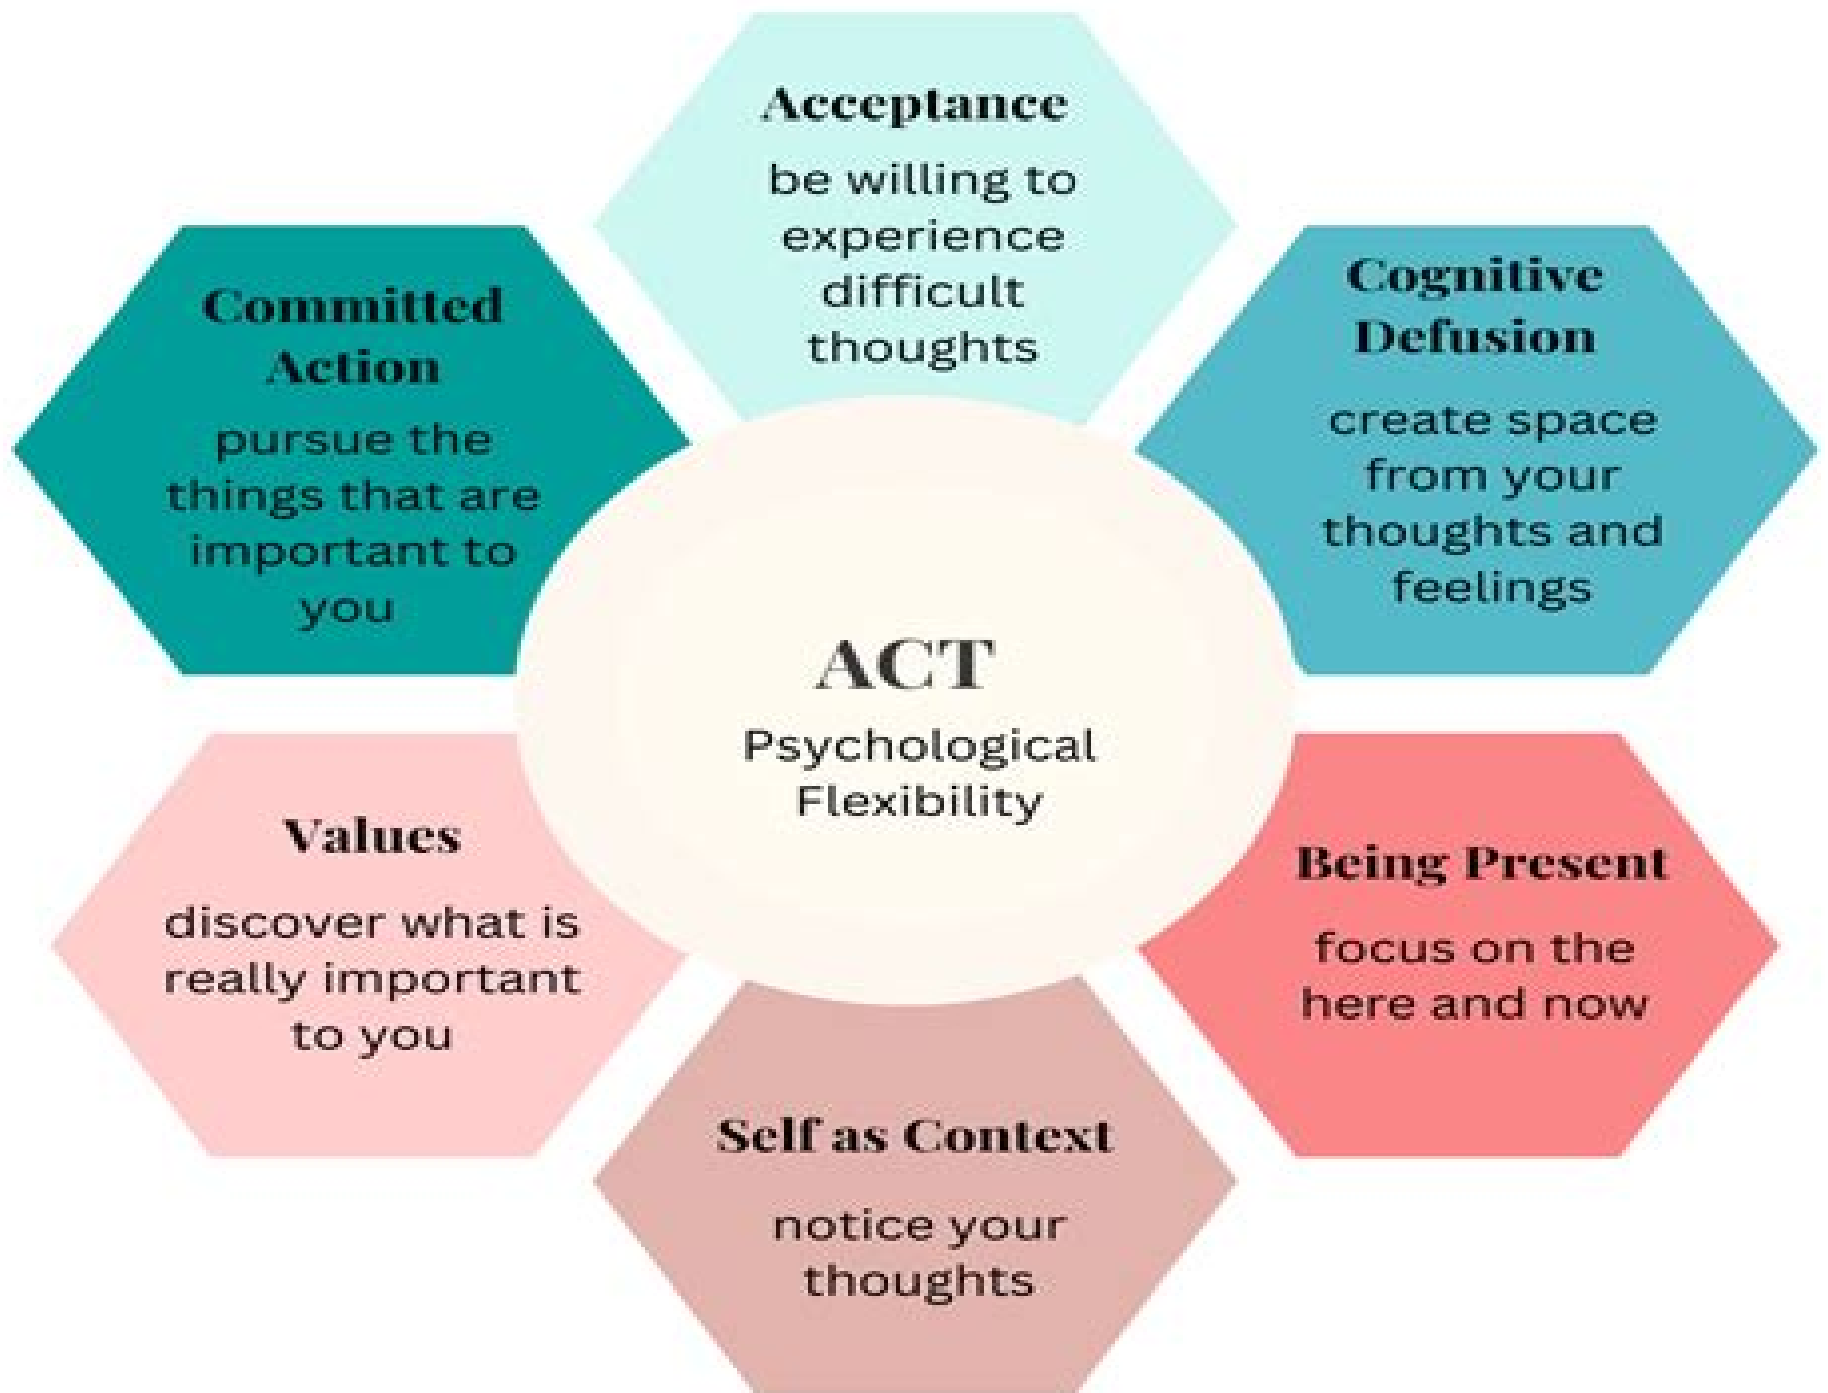 Acceptance
be willing to
experience
difficult
thoughts
Cognitive
Defusion
create space
from your
thoughts and
feelings
Being Present
focus on the
here and now
Self as Context
notice your
thoughts
Values
discover what is
really important
to you
Committed
Action
pursue the
things that are
important to
you
ACT
Psychological
Flexibility